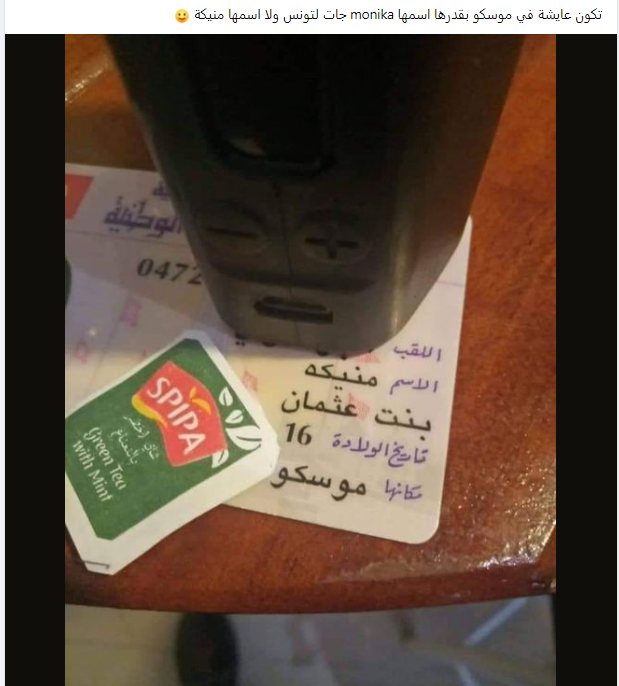 تكون عايشة في موسكو بقدرها اسمها monika جات لتونس ولا اسمها منيكة
الوطنية
0472
اللقب
الاسم منيكه
بنت عثمان
تاريخ الولادة 16
مكانها موسكو
SPIPA
شاي أخضر
بالنعناع
Green Tea
with Mint